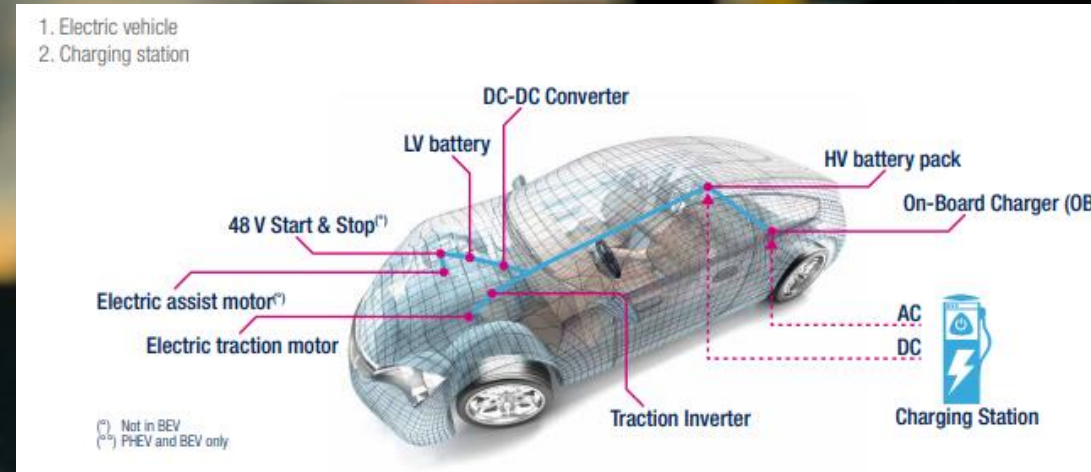 1. Electric vehicle
2. Charging station
DC-DC Converter
LV battery
HV battery pack
On-Board Charger (OB
48 V Start & Stop(*)
Electric assist motor(*)
AC
Electric traction motor
DC
Traction Inverter
Charging Station
(*) Not in BEV
(**) PHEV and BEV only